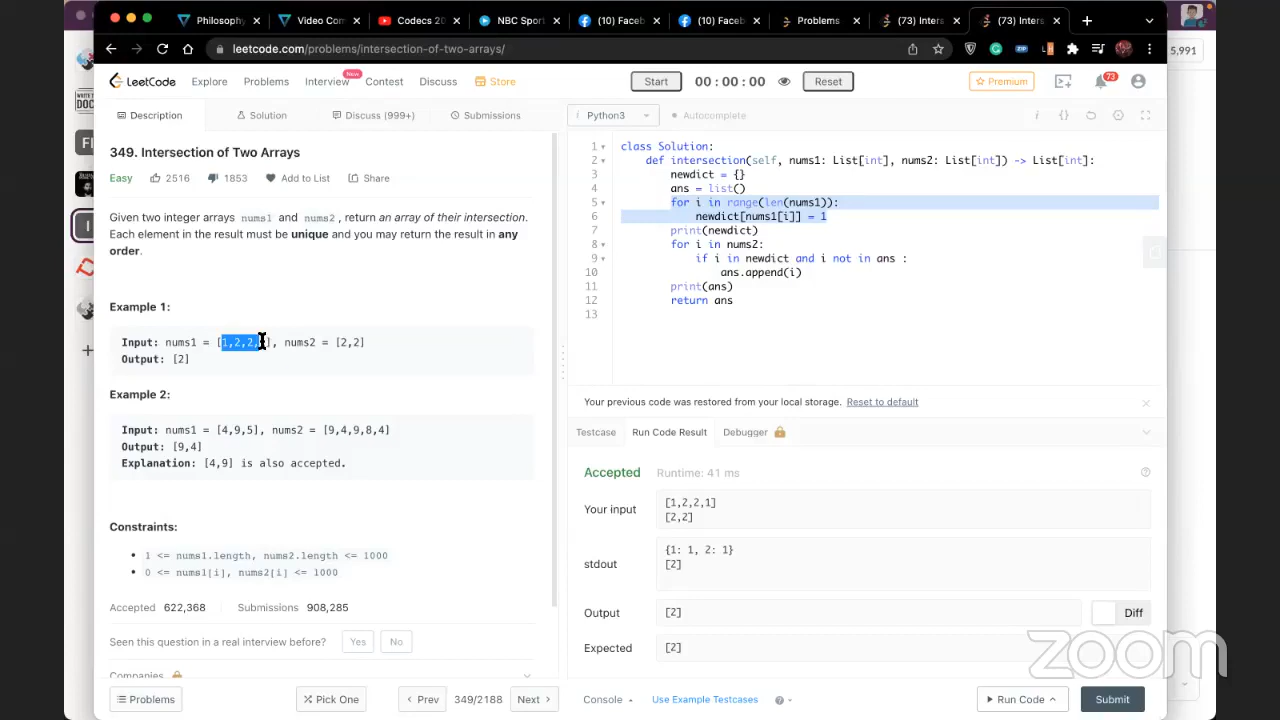 Philosophy
Video Com
Codecs 20
NBC Sport
(10) Faceb
(10) Faceb
Problems
(73) Inters
(73) Inters
leetcode.com/problems/intersection-of-two-arrays/
5,991
LeetCode
Explore
Problems
Interview
New
Contest
Discuss
Store
Start
00:00:00
Reset
Premium
73
Description
Solution
Discuss (999+)
Submissions
Python3
Autocomplete
349. Intersection of Two Arrays
Easy
2516
1853
Add to List
Share
Given two integer arrays nums1 and nums2, return an array of their intersection.
Each element in the result must be unique and you may return the result in any
order.
Example 1:
Input: nums1 = [1,2,2,1], nums2 = [2,2]
Output: [2]
Example 2:
Input: nums1 = [4,9,5], nums2 = [9,4,9,8,4]
Output: [9,4]
Explanation: [4,9] is also accepted.
Constraints:
1 <= nums1.length, nums2.length <= 1000
0 <= nums1[i], nums2[i] <= 1000
Accepted 622,368
Submissions 908,285
Seen this question in a real interview before?
Yes
No
Companies
Problems
Pick One
Prev
349/2188
Next
1 class Solution:
2 def intersection(self, nums1: List[int], nums2: List[int]) -> List[int]:
3 newdict = {}
4 ans = list()
5 for i in range(len(nums1)):
6 newdict[nums1[i]] = 1
7 print(newdict)
8 for i in nums2:
9 if i in newdict and i not in ans :
10 ans.append(i)
11 print(ans)
12 return ans
13
Your previous code was restored from your local storage. Reset to default
Testcase
Run Code Result
Debugger
Accepted
Runtime: 41 ms
Your input
[1,2,2,1]
[2,2]
stdout
{1: 1, 2: 1}
[2]
Output
[2]
Diff
Expected
[2]
Console
Use Example Testcases
Run Code
Submit
zoom